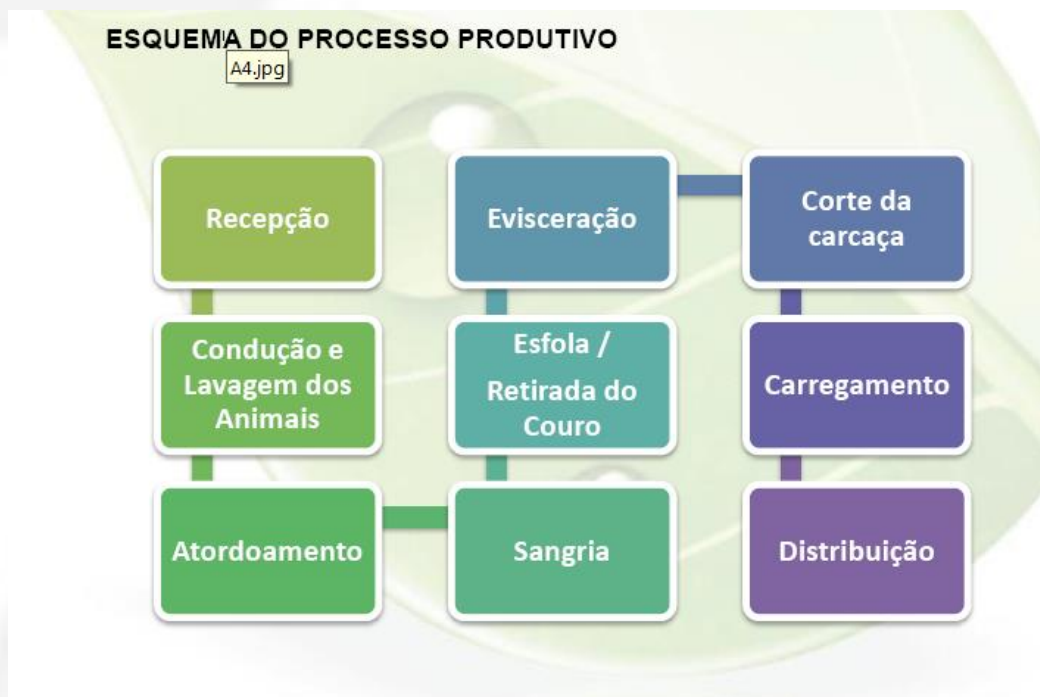 ESQUEMA DO PROCESSO PRODUTIVO
A4.jpg
Recepção
Condução e
Lavagem dos
Animais
Atordoamento
Sangria
Esfola /
Retirada do
Couro
Evisceração
Corte da
carcaça
Carregamento
Distribuição